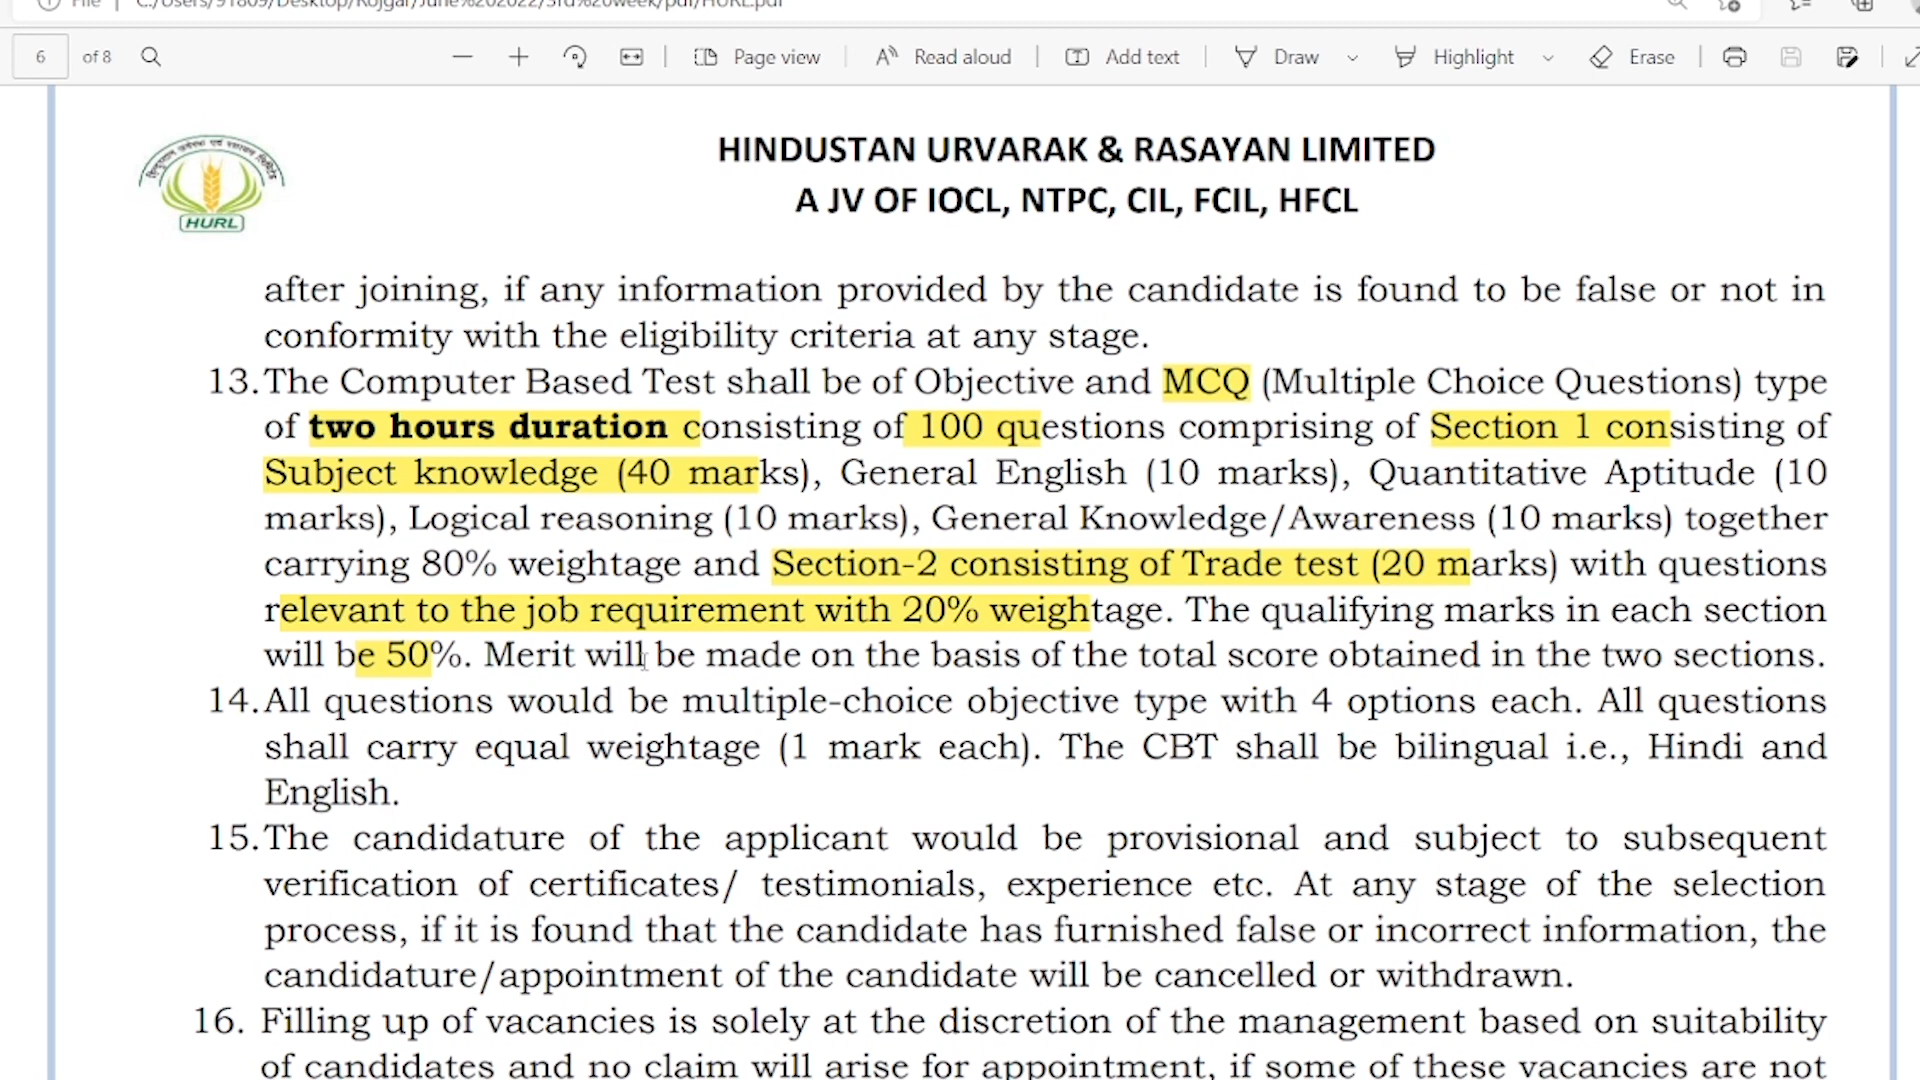 File | C:/Users/91809/Desktop/Rojgar/June%202022/3rd%20week/pdf/HURL.pdf
6 of 8 Page view Read aloud Add text Draw Highlight Erase
HINDUSTAN URVARAK & RASAYAN LIMITED
A JV OF IOCL, NTPC, CIL, FCIL, HFCL
HURL
after joining, if any information provided by the candidate is found to be false or not in
conformity with the eligibility criteria at any stage.
13. The Computer Based Test shall be of Objective and MCQ (Multiple Choice Questions) type
of two hours duration consisting of 100 questions comprising of Section 1 consisting of
Subject knowledge (40 marks), General English (10 marks), Quantitative Aptitude (10
marks), Logical reasoning (10 marks), General Knowledge/Awareness (10 marks) together
carrying 80% weightage and Section-2 consisting of Trade test (20 marks) with questions
relevant to the job requirement with 20% weightage. The qualifying marks in each section
will be 50%. Merit will be made on the basis of the total score obtained in the two sections.
14. All questions would be multiple-choice objective type with 4 options each. All questions
shall carry equal weightage (1 mark each). The CBT shall be bilingual i.e., Hindi and
English.
15. The candidature of the applicant would be provisional and subject to subsequent
verification of certificates/ testimonials, experience etc. At any stage of the selection
process, if it is found that the candidate has furnished false or incorrect information, the
candidature/appointment of the candidate will be cancelled or withdrawn.
16. Filling up of vacancies is solely at the discretion of the management based on suitability
of candidates and no claim will arise for appointment, if some of these vacancies are not